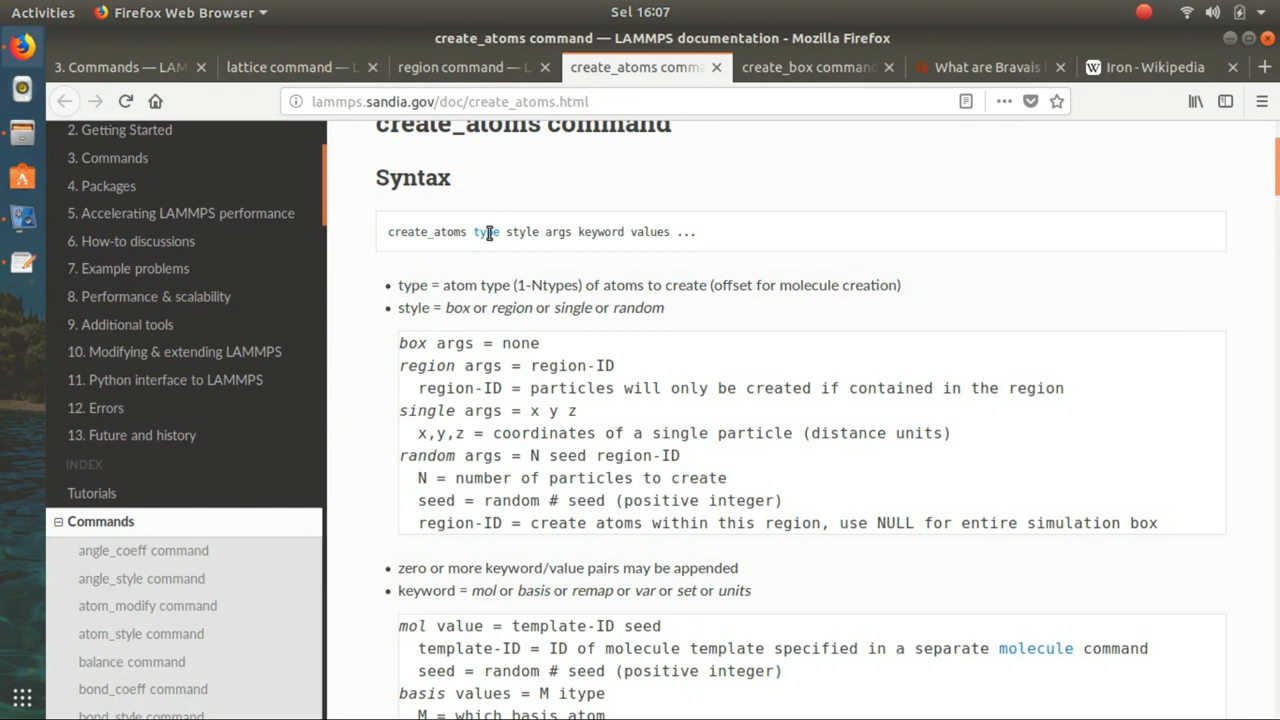 Activities Firefox Web Browser Sel 16:07
create_atoms command — LAMMPS documentation - Mozilla Firefox
3. Commands — LAM lattice command — L region command — L create_atoms comma create_box command What are Bravais l Iron - Wikipedia
lammps.sandia.gov/doc/create_atoms.html
2. Getting Started
3. Commands
4. Packages
5. Accelerating LAMMPS performance
6. How-to discussions
7. Example problems
8. Performance & scalability
9. Additional tools
10. Modifying & extending LAMMPS
11. Python interface to LAMMPS
12. Errors
13. Future and history
INDEX
Tutorials
Commands
angle_coeff command
angle_style command
atom_modify command
atom_style command
balance command
bond_coeff command
bond_style command
create_atoms command
Syntax
create_atoms type style args keyword values ...
• type = atom type (1-Ntypes) of atoms to create (offset for molecule creation)
• style = box or region or single or random
box args = none
region args = region-ID
region-ID = particles will only be created if contained in the region
single args = x y z
x,y,z = coordinates of a single particle (distance units)
random args = N seed region-ID
N = number of particles to create
seed = random # seed (positive integer)
region-ID = create atoms within this region, use NULL for entire simulation box
• zero or more keyword/value pairs may be appended
• keyword = mol or basis or remap or var or set or units
mol value = template-ID seed
template-ID = ID of molecule template specified in a separate molecule command
seed = random # seed (positive integer)
basis values = M itype
M = which basis atom